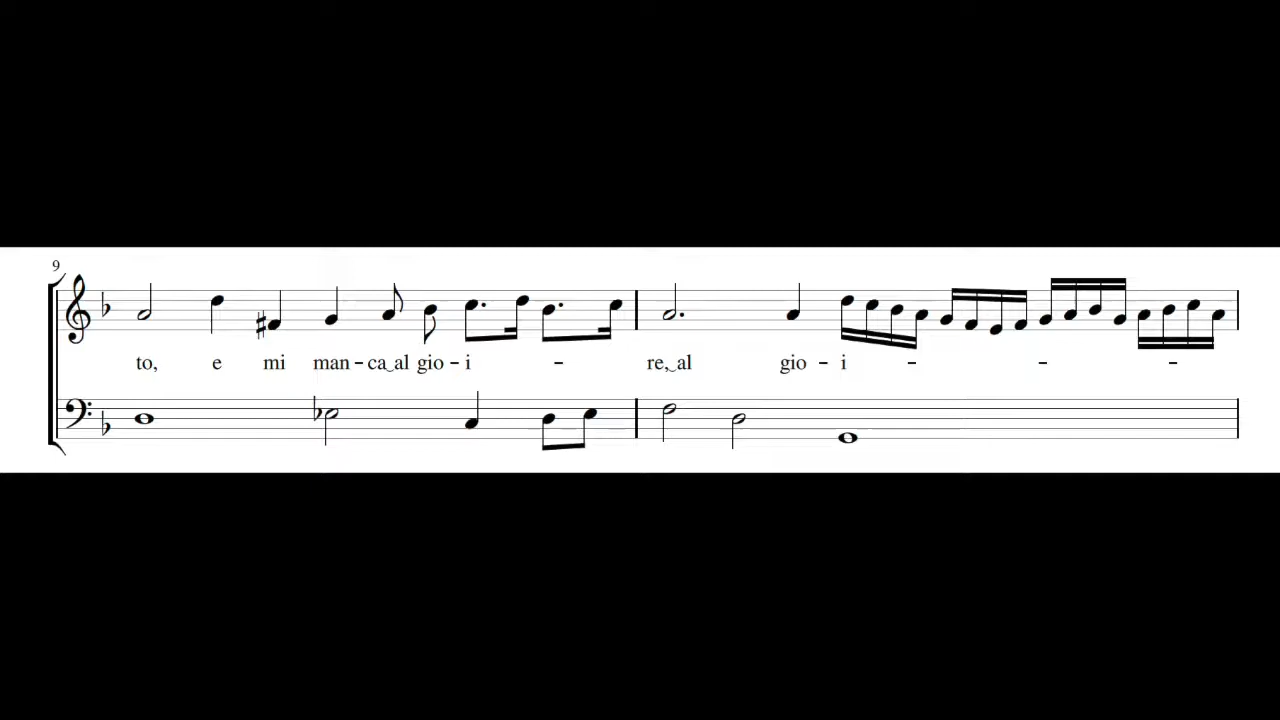 9
to, e mi man – ca‿al gio – i – re,‿al gio – i – – –